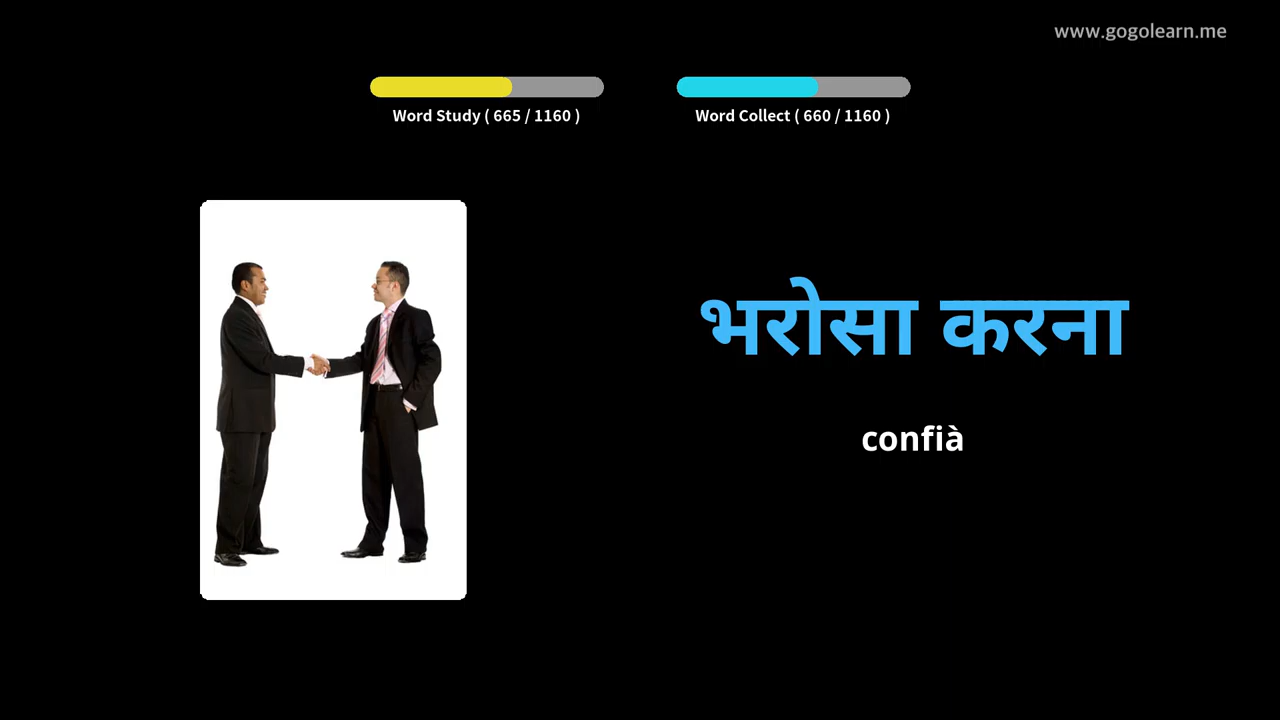 www.gogolearn.me
Word Study ( 665 / 1160 )
Word Collect ( 660 / 1160 )
भरोसा करना
confià